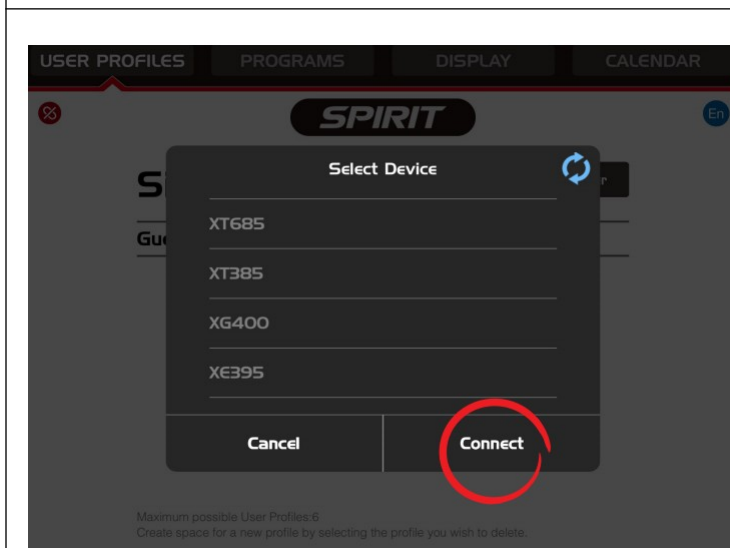 USER PROFILES PROGRAMS DISPLAY CALENDAR
SPIRIT
En
Select Device
XT685
XT385
XG400
XE395
Cancel Connect
Maximum possible User Profiles:6
Create space for a new profile by selecting the profile you wish to delete.